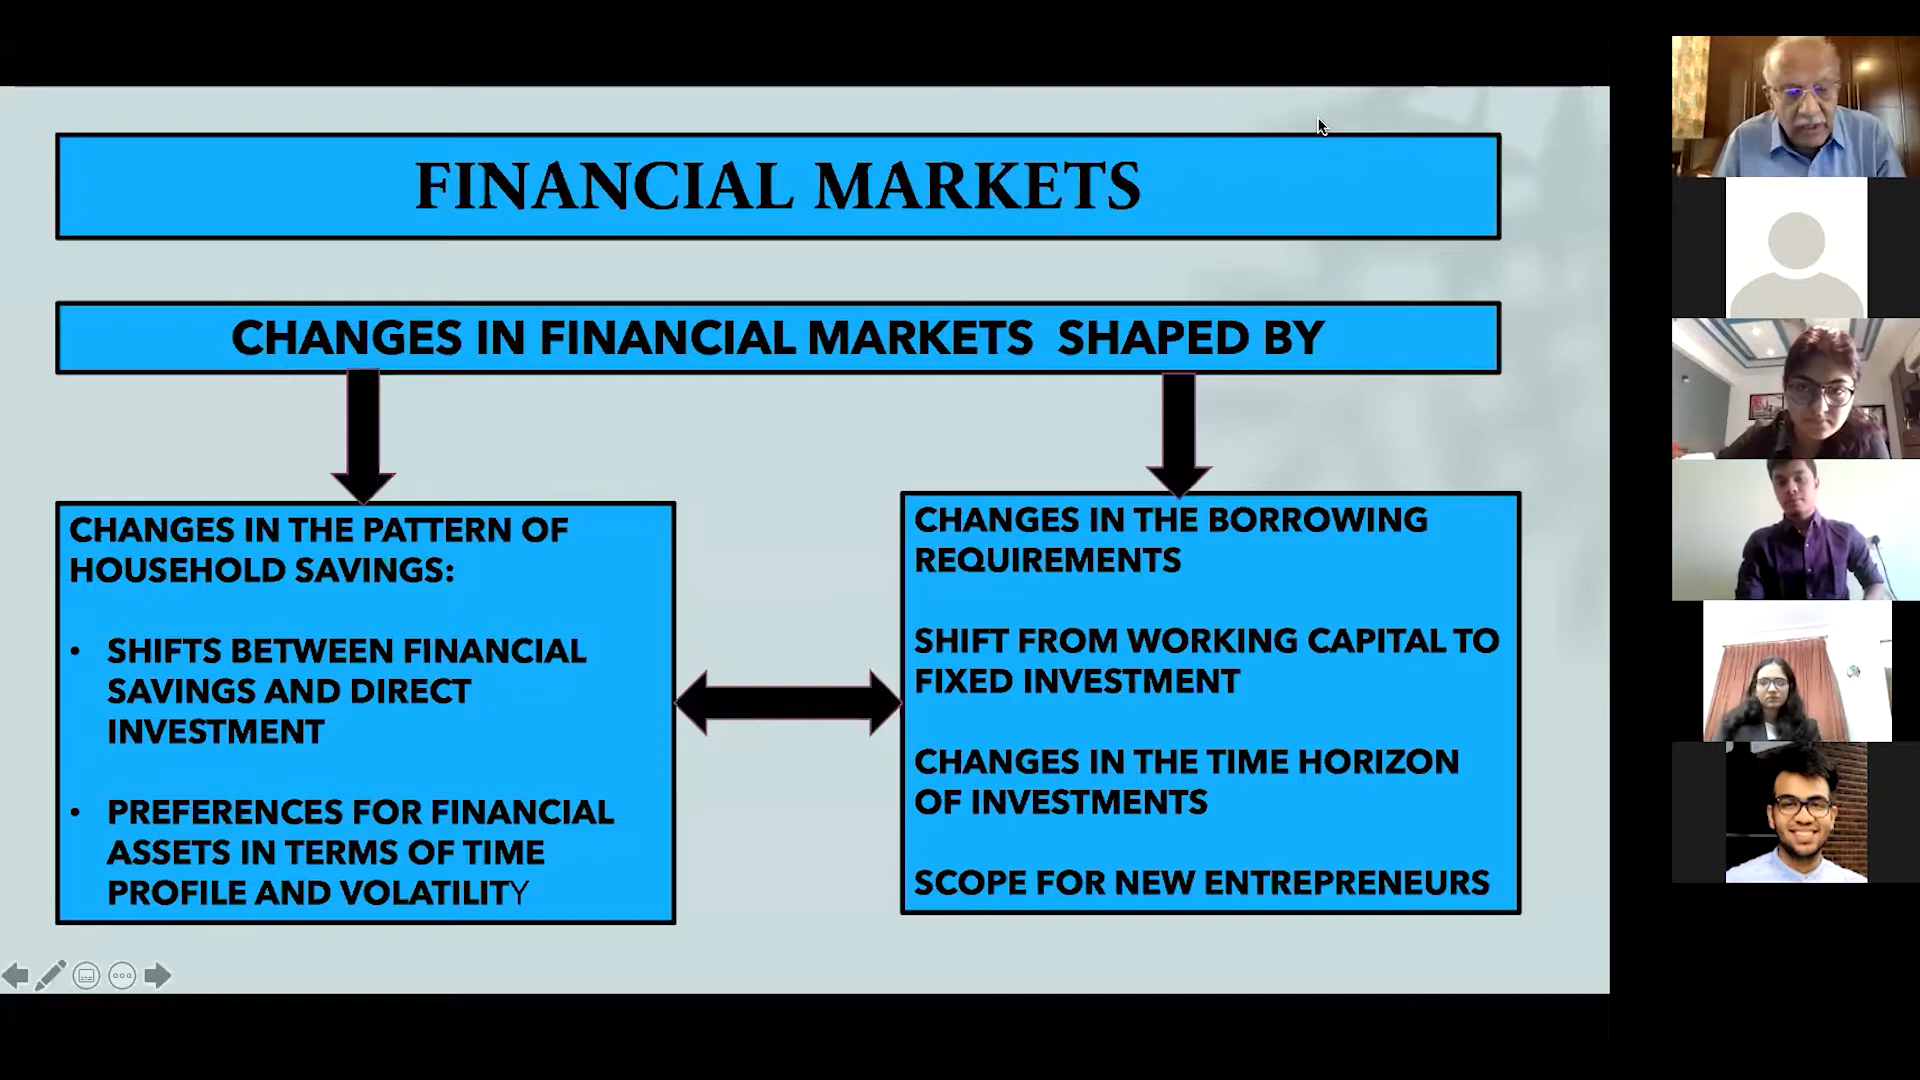 FINANCIAL MARKETS
CHANGES IN FINANCIAL MARKETS SHAPED BY
CHANGES IN THE PATTERN OF
HOUSEHOLD SAVINGS:
• SHIFTS BETWEEN FINANCIAL
SAVINGS AND DIRECT
INVESTMENT
• PREFERENCES FOR FINANCIAL
ASSETS IN TERMS OF TIME
PROFILE AND VOLATILITY
CHANGES IN THE BORROWING
REQUIREMENTS
SHIFT FROM WORKING CAPITAL TO
FIXED INVESTMENT
CHANGES IN THE TIME HORIZON
OF INVESTMENTS
SCOPE FOR NEW ENTREPRENEURS